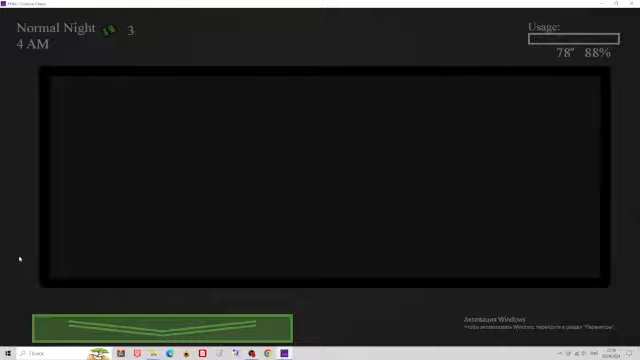 Normal Night
3
4 AM
Usage:
78° 88%
Активация Windows
Чтобы активировать Windows, перейдите в раздел "Параметры".
Поиск